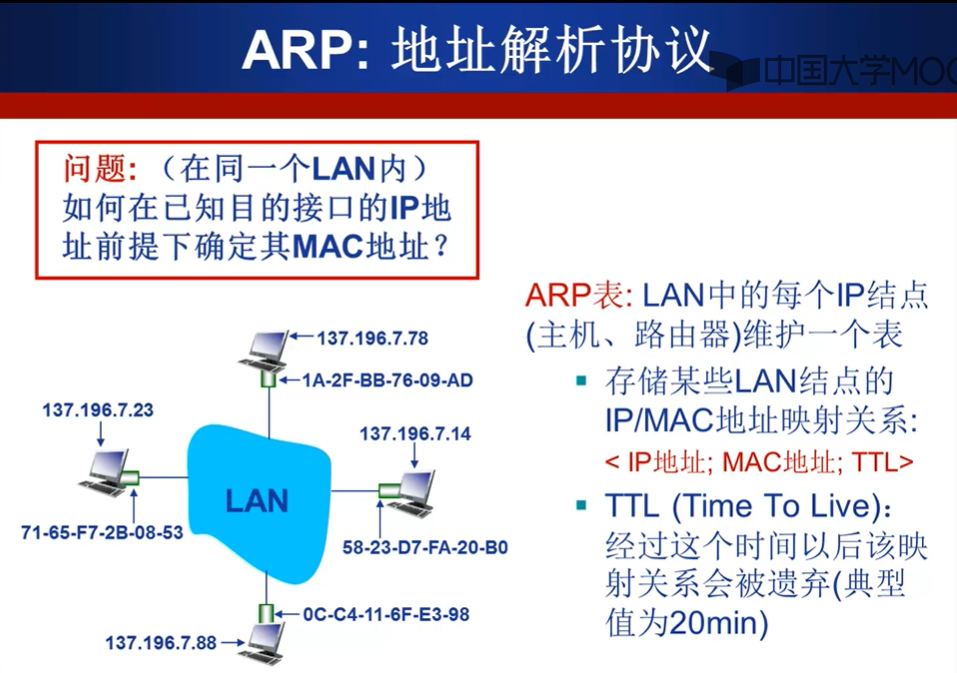 ARP: 地址解析协议
中国大学MOO
问题: （在同一个LAN内）
如何在已知目的接口的IP地
址前提下确定其MAC地址？
ARP表: LAN中的每个IP结点
(主机、路由器)维护一个表
▪ 存储某些LAN结点的
IP/MAC地址映射关系:
< IP地址; MAC地址; TTL>
▪ TTL (Time To Live)：
经过这个时间以后该映
射关系会被遗弃(典型
值为20min)
137.196.7.78
1A-2F-BB-76-09-AD
137.196.7.23
137.196.7.14
LAN
71-65-F7-2B-08-53
58-23-D7-FA-20-B0
0C-C4-11-6F-E3-98
137.196.7.88